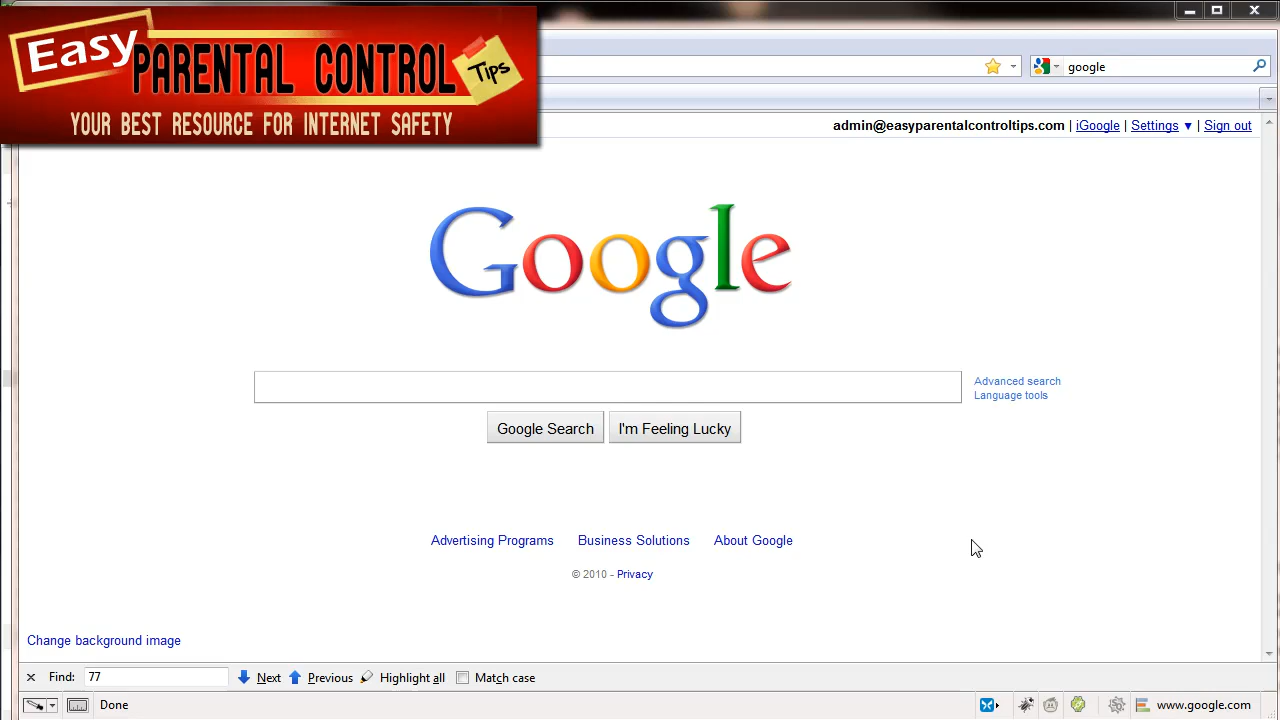 Easy
PARENTAL CONTROL
Tips
YOUR BEST RESOURCE FOR INTERNET SAFETY
google
admin@easyparentalcontroltips.com | iGoogle | Settings ▼ | Sign out
Google
Advanced search
Language tools
Google Search I'm Feeling Lucky
Advertising Programs Business Solutions About Google
© 2010 - Privacy
Change background image
Find: 77 Next Previous Highlight all Match case
Done www.google.com